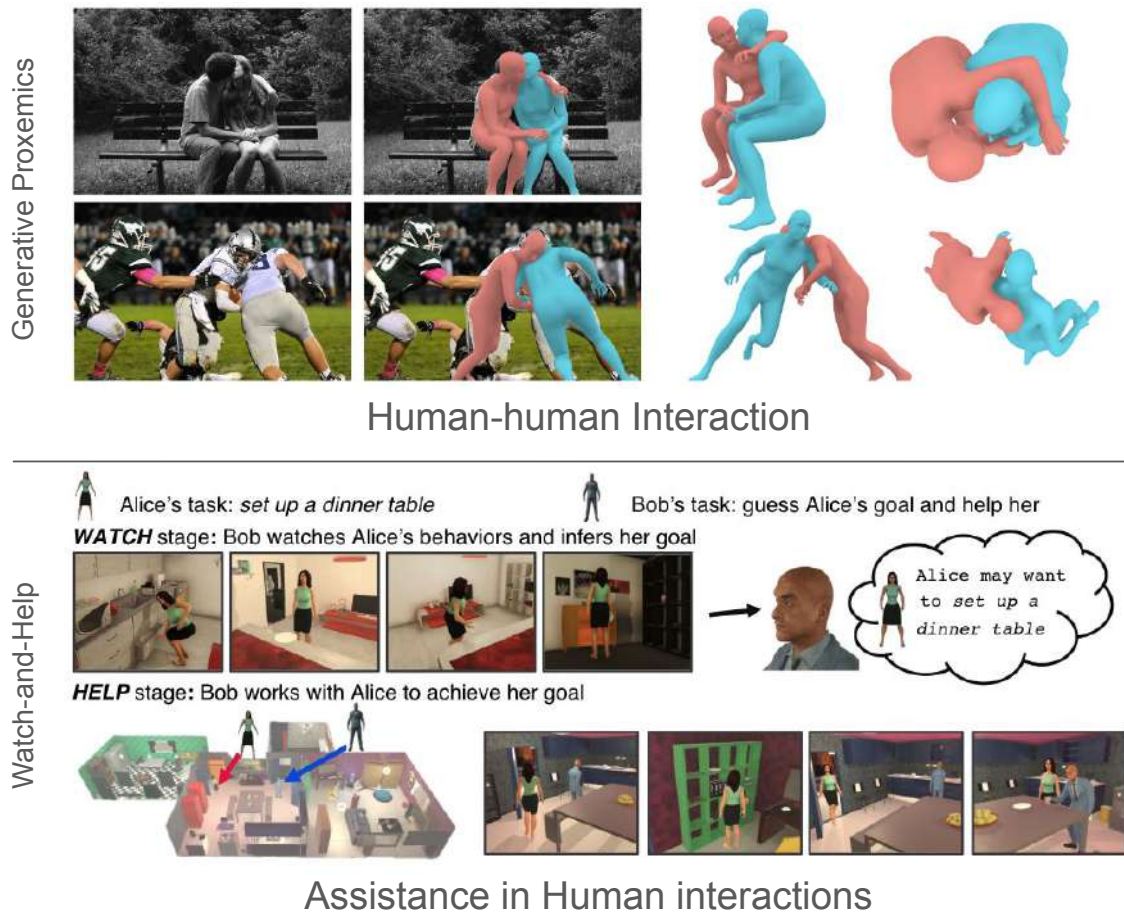 Generative Proxemics
Human-human Interaction
Alice's task: set up a dinner table
Bob's task: guess Alice's goal and help her
WATCH stage: Bob watches Alice's behaviors and infers her goal
Alice may want
to set up a
dinner table
Watch-and-Help
HELP stage: Bob works with Alice to achieve her goal
Assistance in Human interactions